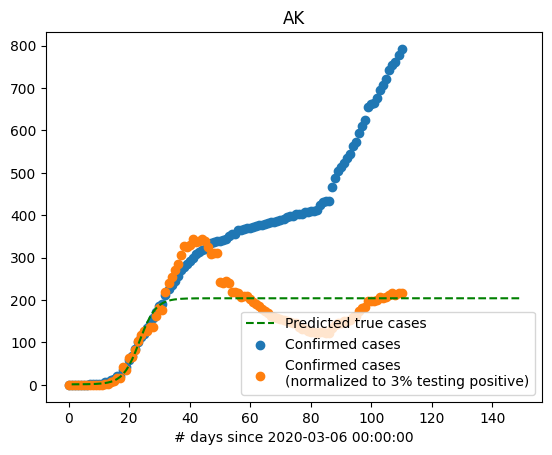 AK
800
700
600
500
400
300
200
100
0
Predicted true cases
Confirmed cases
Confirmed cases
(normalized to 3% testing positive)
0 20 40 60 80 100 120 140
# days since 2020-03-06 00:00:00